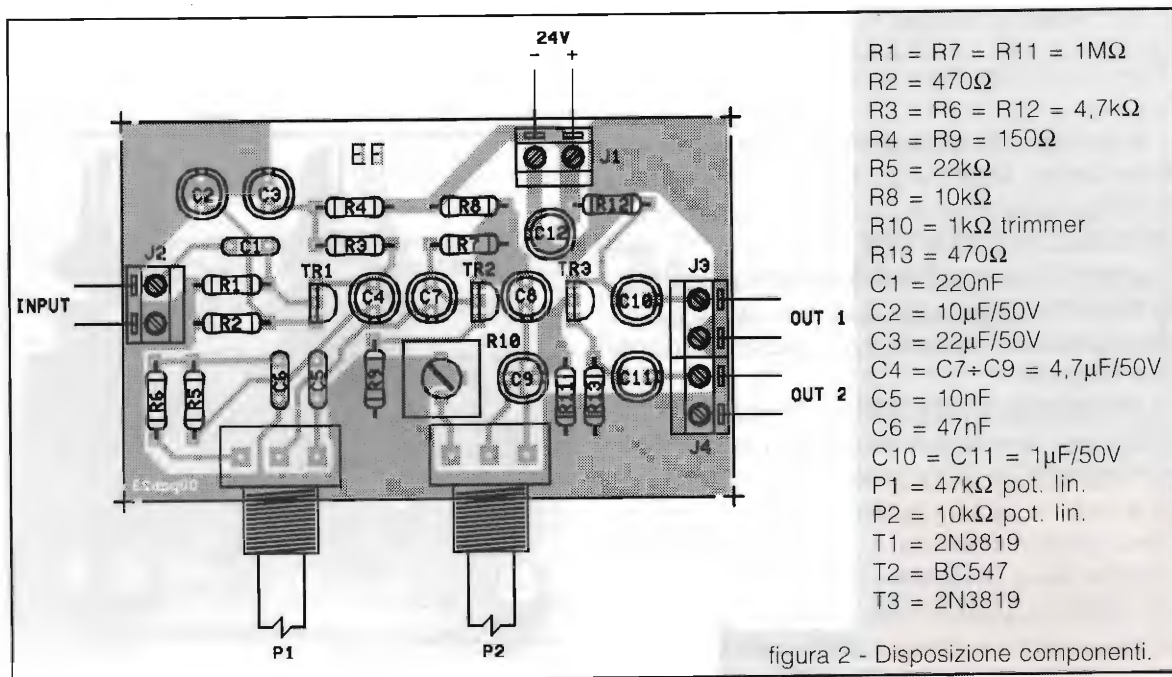 24V
- +
EF
J1
C2
C3
R4
R8
R12
C12
R3
R7
J2
C1
TR1
TR2
TR3
J3
R1
C4
C7
C8
C10
INPUT
R2
R10
OUT 1
R6
R5
C6
C5
R9
C9
R11
R13
C11
OUT 2
J4
P1
P2
R1 = R7 = R11 = 1MΩ
R2 = 470Ω
R3 = R6 = R12 = 4,7kΩ
R4 = R9 = 150Ω
R5 = 22kΩ
R8 = 10kΩ
R10 = 1kΩ trimmer
R13 = 470Ω
C1 = 220nF
C2 = 10µF/50V
C3 = 22µF/50V
C4 = C7÷C9 = 4,7µF/50V
C5 = 10nF
C6 = 47nF
C10 = C11 = 1µF/50V
P1 = 47kΩ pot. lin.
P2 = 10kΩ pot. lin.
T1 = 2N3819
T2 = BC547
T3 = 2N3819
figura 2 - Disposizione componenti.